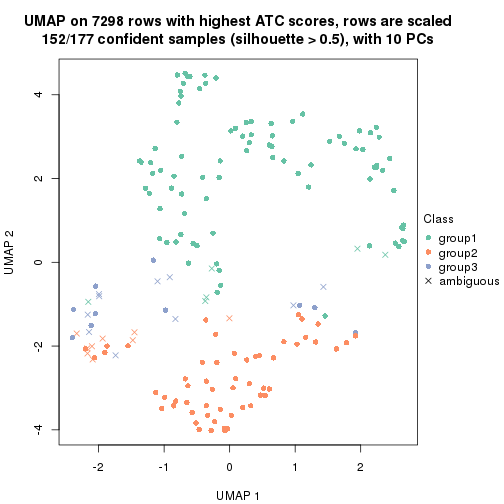 UMAP on 7298 rows with highest ATC scores, rows are scaled
152/177 confident samples (silhouette > 0.5), with 10 PCs
UMAP 2
4
2
0
-2
-4
-2
-1
0
1
2
UMAP 1
Class
group1
group2
group3
ambiguous